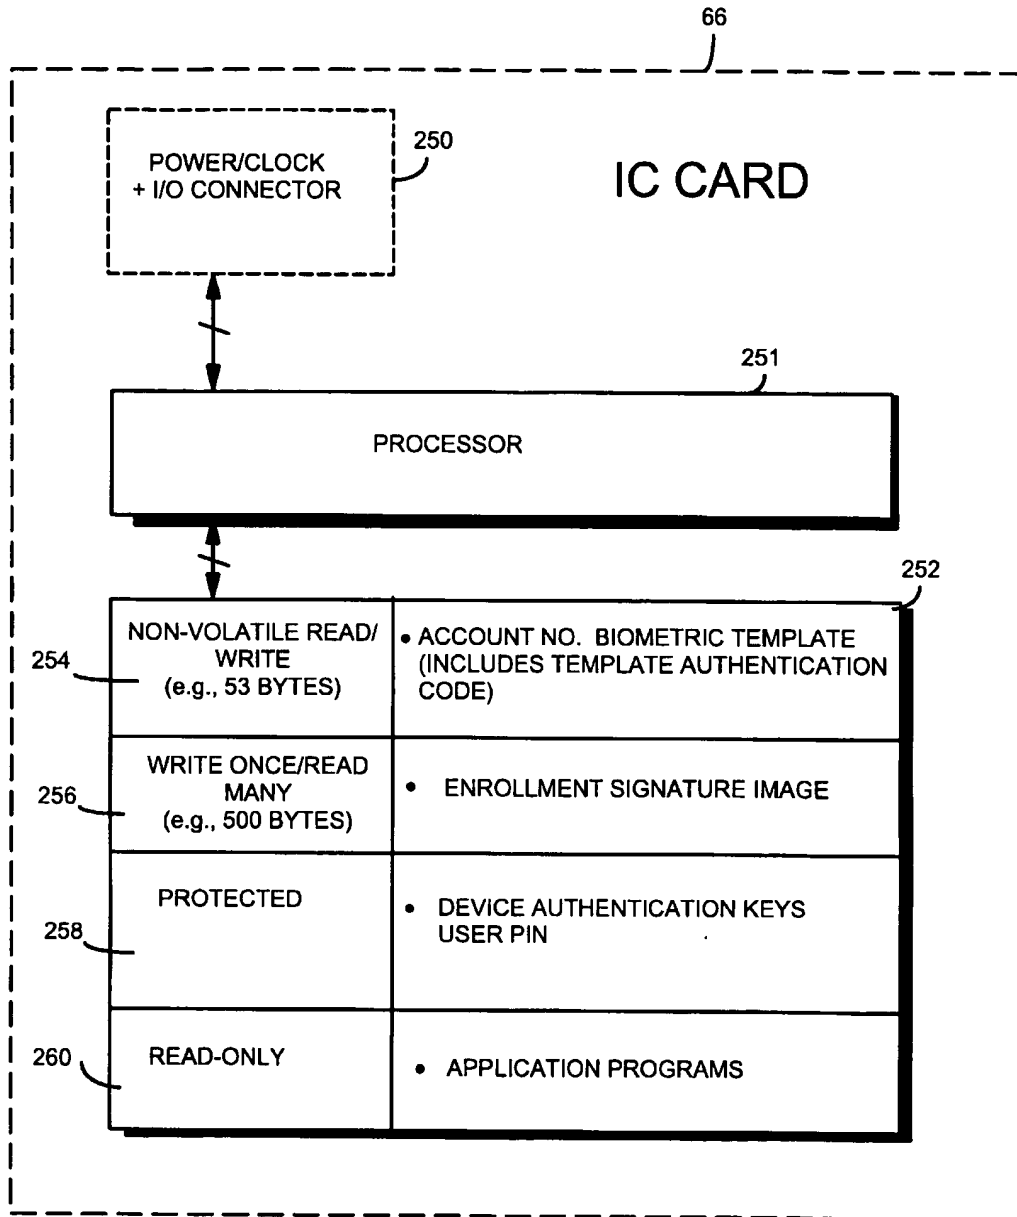 66
POWER/CLOCK
+ I/O CONNECTOR
250
IC CARD
251
PROCESSOR
252
NON-VOLATILE READ/
WRITE
(e.g., 53 BYTES)
254
• ACCOUNT NO. BIOMETRIC TEMPLATE
(INCLUDES TEMPLATE AUTHENTICATION
CODE)
WRITE ONCE/READ
MANY
(e.g., 500 BYTES)
256
• ENROLLMENT SIGNATURE IMAGE
PROTECTED
258
• DEVICE AUTHENTICATION KEYS
USER PIN
260
READ-ONLY
• APPLICATION PROGRAMS